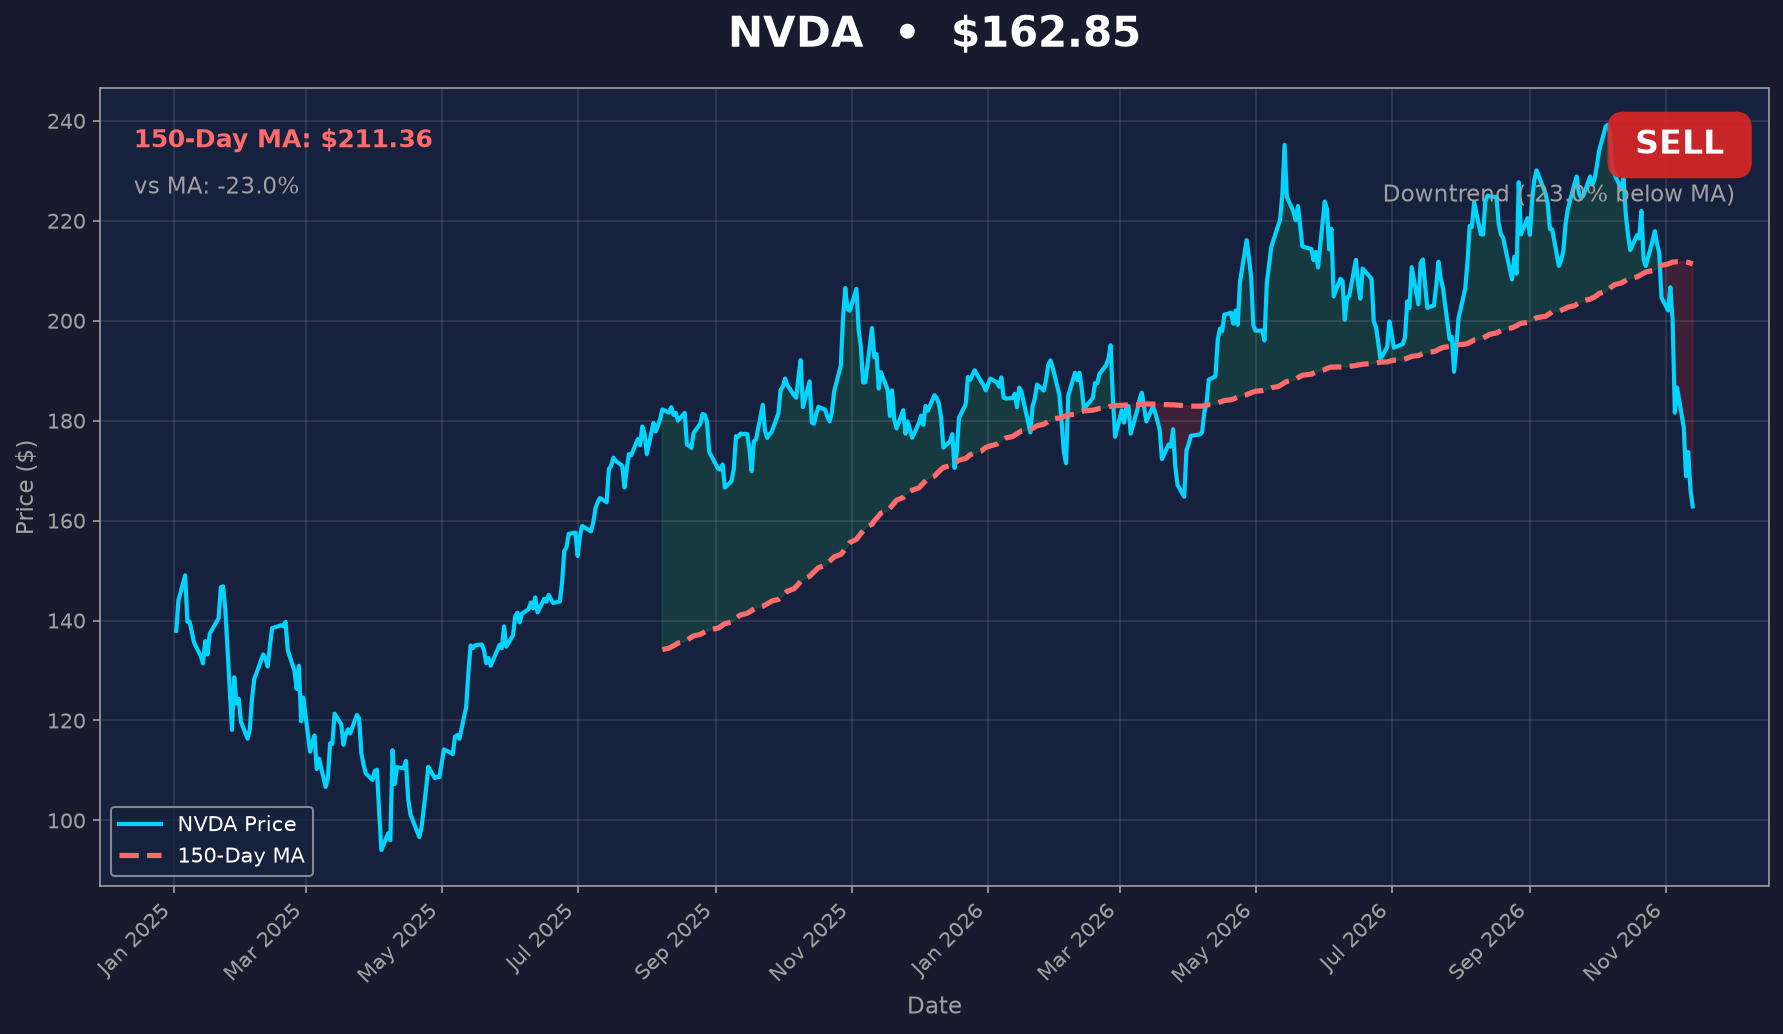 NVDA • $162.85
150-Day MA: $211.36
vs MA: -23.0%
SELL
Downtrend (-23.0% below MA)
240
220
200
180
160
140
120
100
Price ($)
NVDA Price
150-Day MA
Jan 2025
Mar 2025
May 2025
Jul 2025
Sep 2025
Nov 2025
Jan 2026
Mar 2026
May 2026
Jul 2026
Sep 2026
Nov 2026
Date